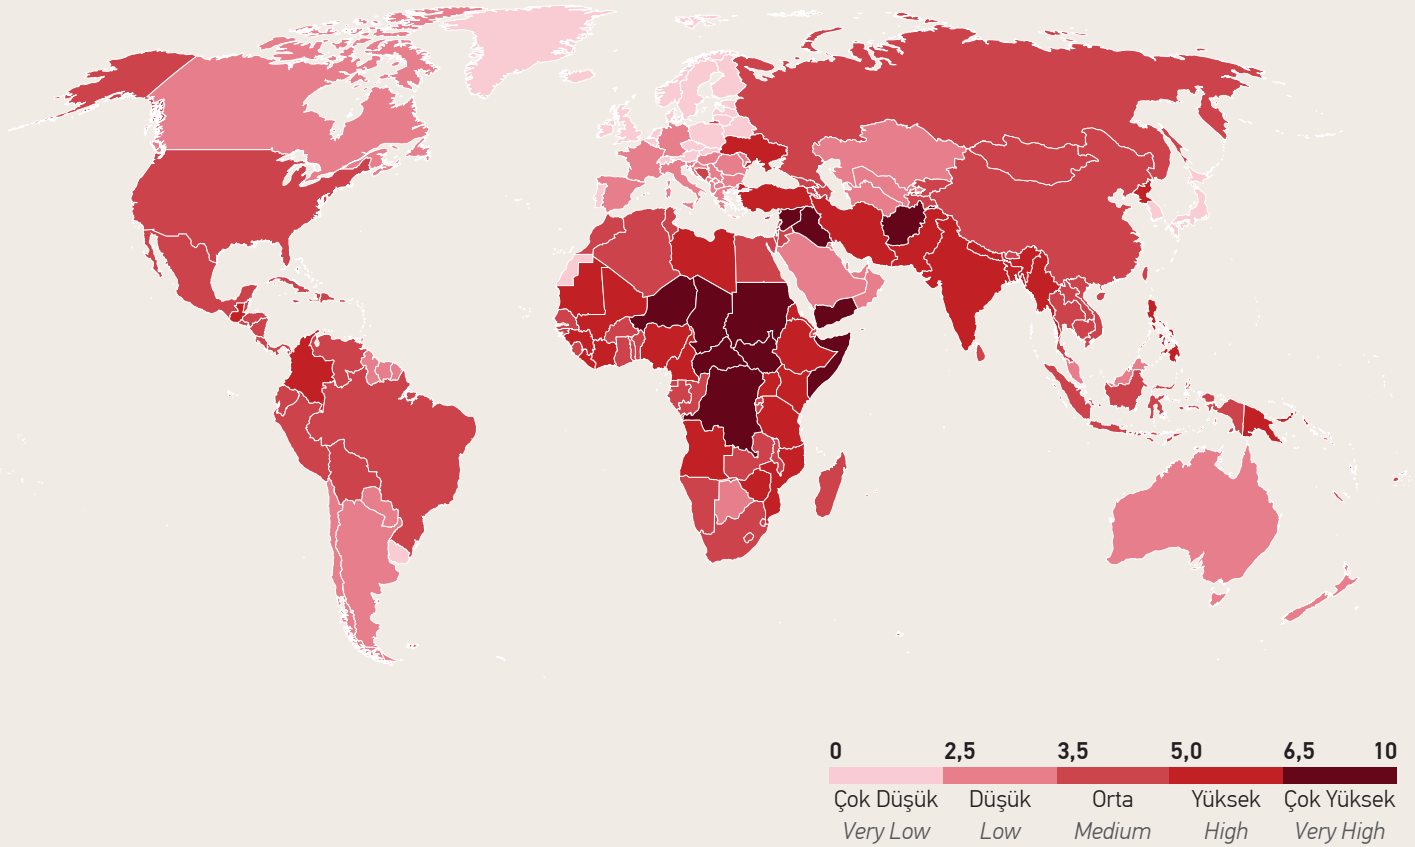 0 2,5 3,5 5,0 6,5 10
Çok Düşük Düşük Orta Yüksek Çok Yüksek
Very Low Low Medium High Very High